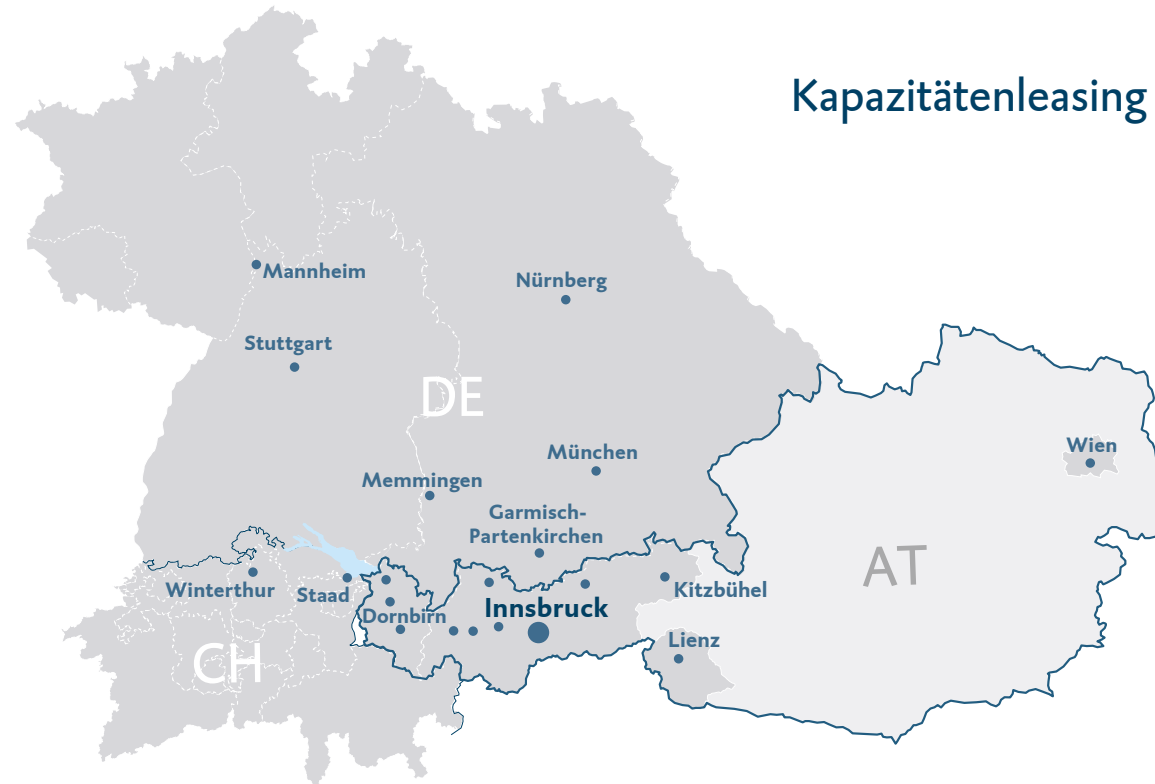 Kapazitätenleasing
Mannheim
Nürnberg
Stuttgart
DE
Wien
München
Memmingen
Garmisch-
Partenkirchen
AT
Winterthur
Staad
Kitzbühel
Innsbruck
Dornbirn
Lienz
CH